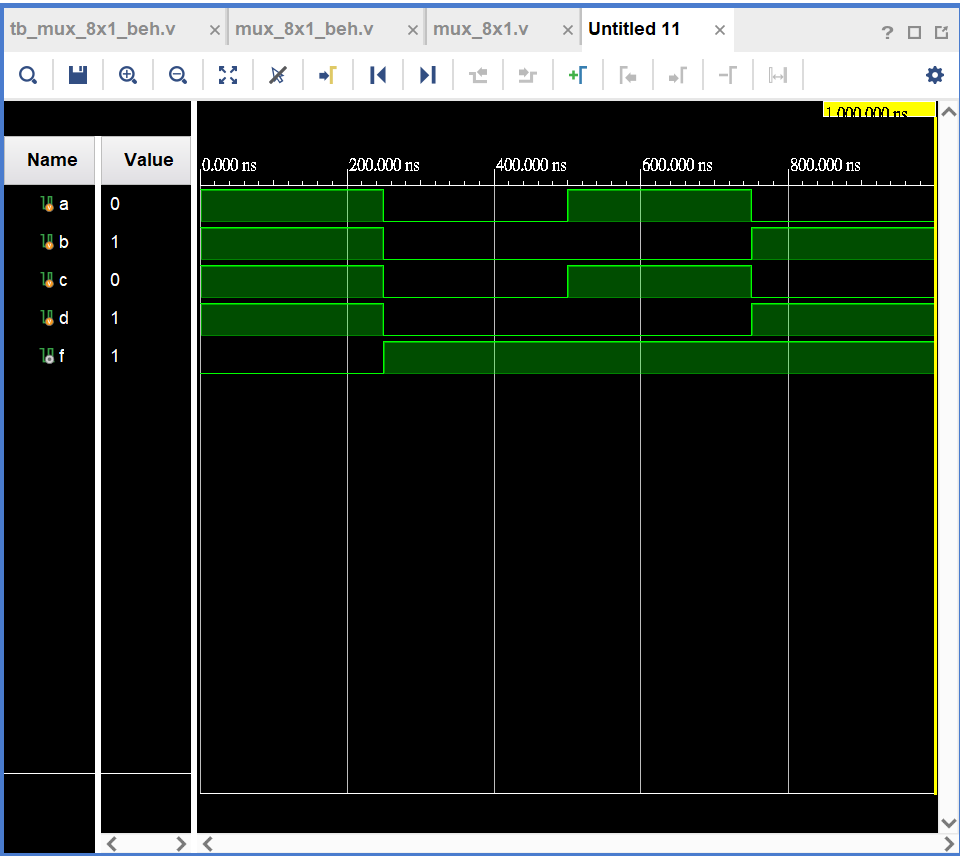 tb_mux_8x1_beh.v × mux_8x1_beh.v × mux_8x1.v × Untitled 11 × ?
1,000.000 ns
Name Value 0.000 ns 200.000 ns 400.000 ns 600.000 ns 800.000 ns
a 0
b 1
c 0
d 1
f 1